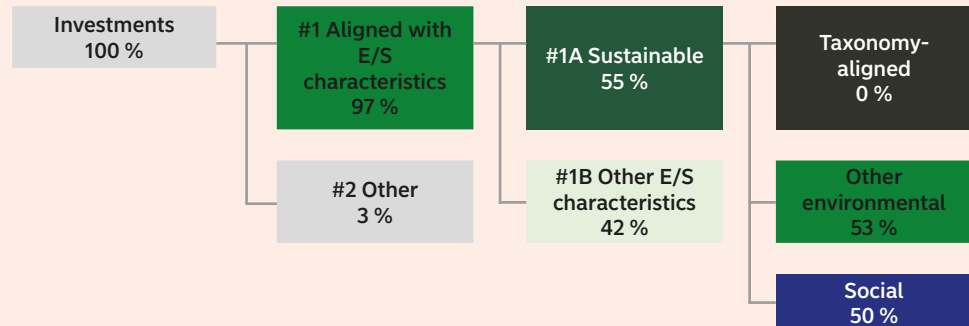 Investments
100 %
#1 Aligned with
E/S
characteristics
97 %
#1A Sustainable
55 %
Taxonomy-
aligned
0 %
#2 Other
3 %
#1B Other E/S
characteristics
42 %
Other
environmental
53 %
Social
50 %